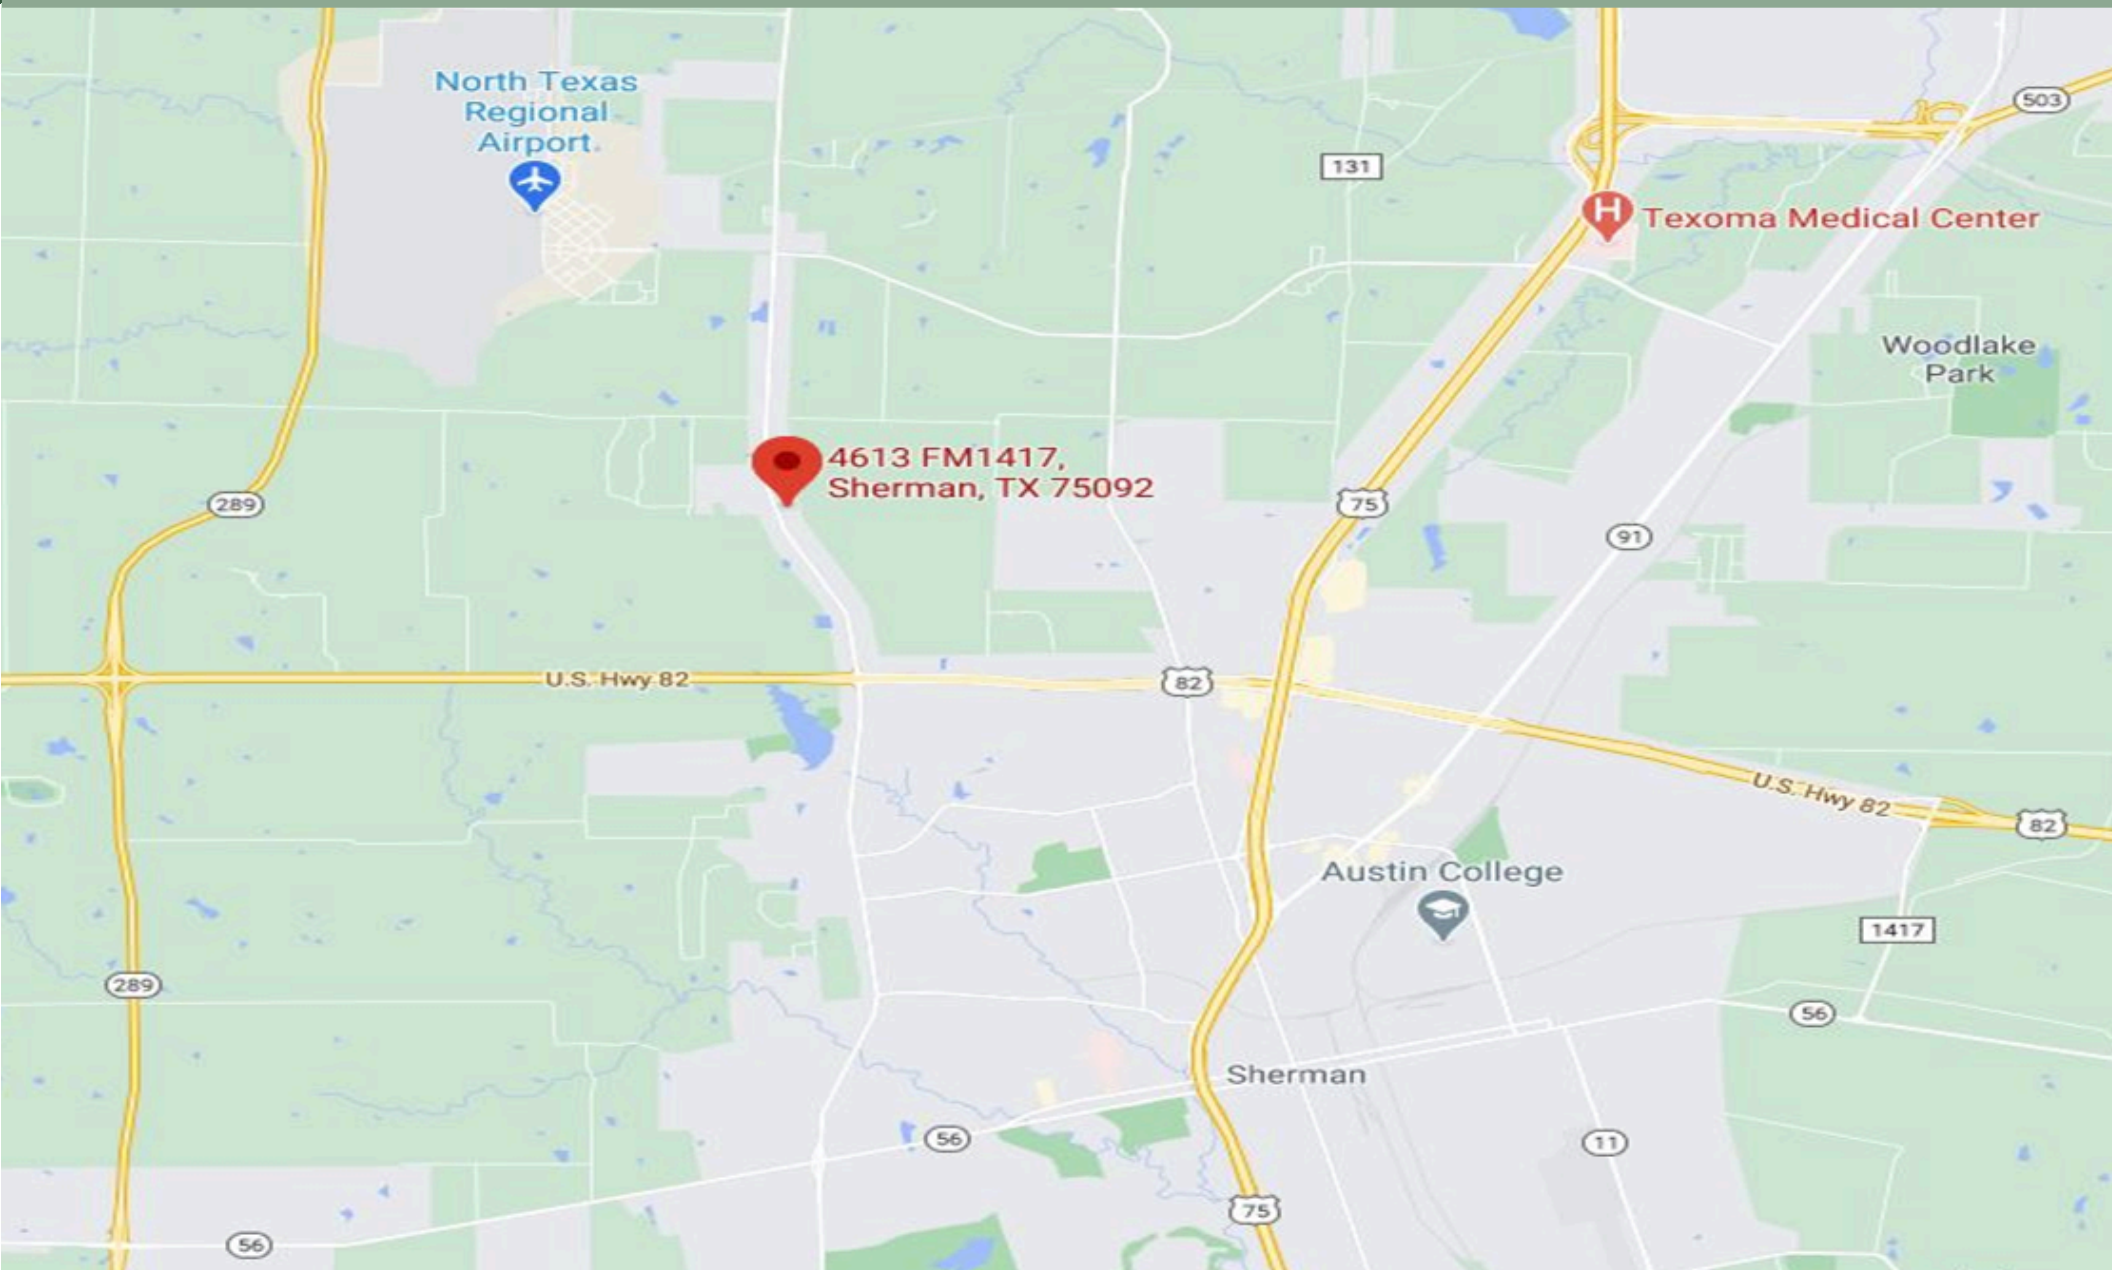 North Texas
Regional
Airport
503
131
Texoma Medical Center
Woodlake
Park
4613 FM1417,
Sherman, TX 75092
289
75
91
U.S. Hwy 82
82
U.S. Hwy 82
82
Austin College
1417
289
56
Sherman
56
11
75
56